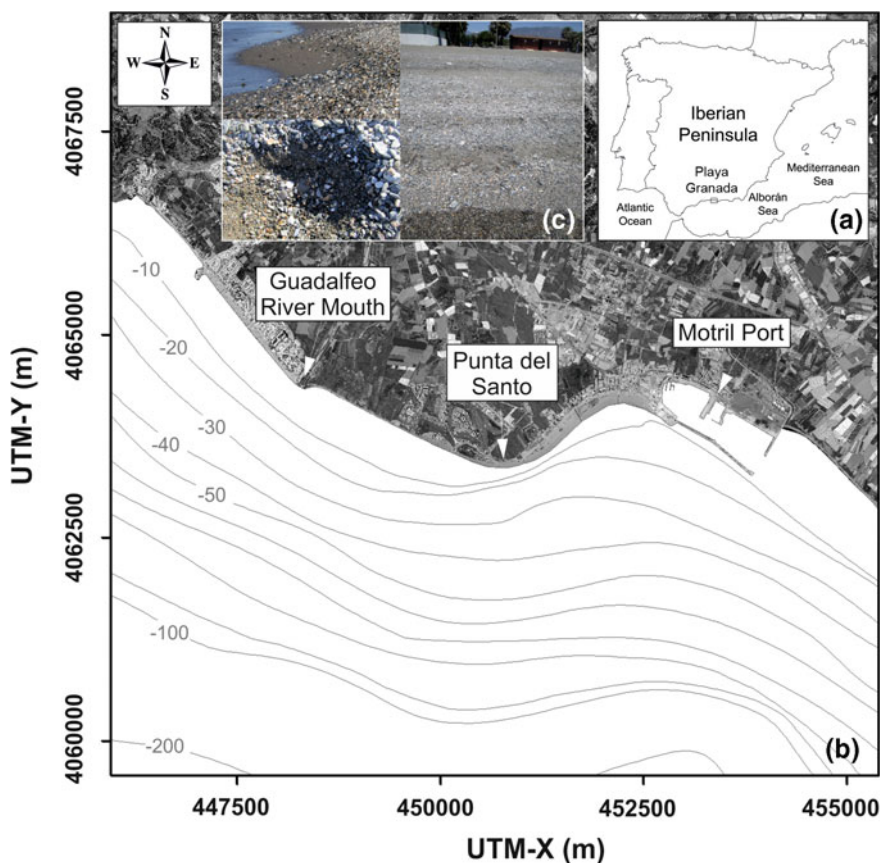 N
W
E
S
(c)
Iberian
Peninsula
Playa
Granada
Mediterranean
Sea
Atlantic
Ocean
Alborán
Sea
(a)
Guadalfeo
River Mouth
Punta del
Santo
Motril Port
-10
-20
-30
-40
-50
-100
-200
(b)
UTM-Y (m)
4067500
4065000
4062500
4060000
447500
450000
452500
455000
UTM-X (m)